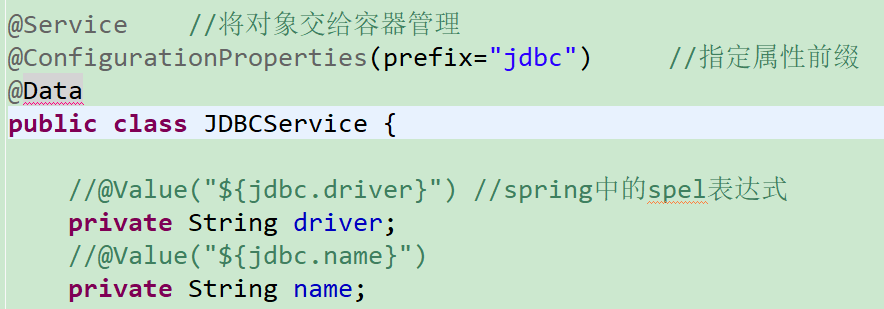 @Service    //将对象交给容器管理
@ConfigurationProperties(prefix="jdbc")     //指定属性前缀
@Data
public class JDBCService {
//@Value("${jdbc.driver}") //spring中的spel表达式
private String driver;
//@Value("${jdbc.name}")
private String name;